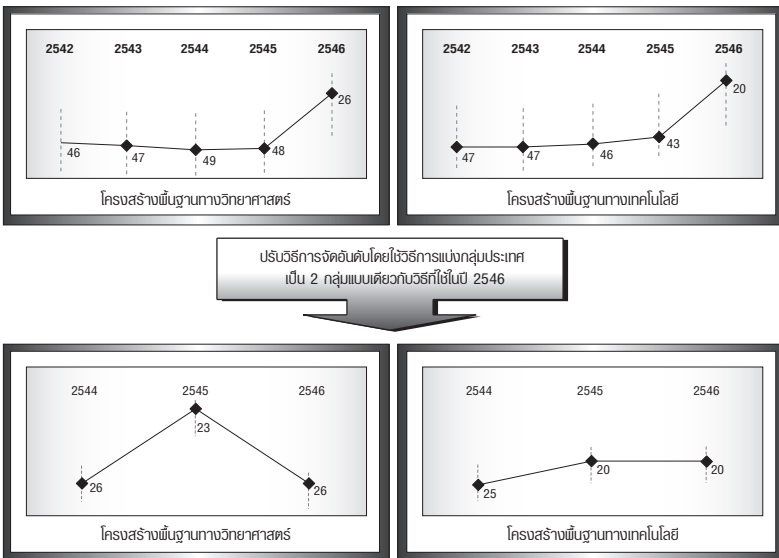 2542 2543 2544 2545 2546
46 47 49 48 26
โครงสร้างพื้นฐานทางวิทยาศาสตร์
2542 2543 2544 2545 2546
47 47 46 43 20
โครงสร้างพื้นฐานทางเทคโนโลยี
ปรับวิธีการจัดอันดับโดยใช้วิธีการแบ่งกลุ่มประเทศ
เป็น 2 กลุ่มแบบเดียวกับวิธีที่ใช้ในปี 2546
2544 2545 2546
26 23 26
โครงสร้างพื้นฐานทางวิทยาศาสตร์
2544 2545 2546
25 20 20
โครงสร้างพื้นฐานทางเทคโนโลยี